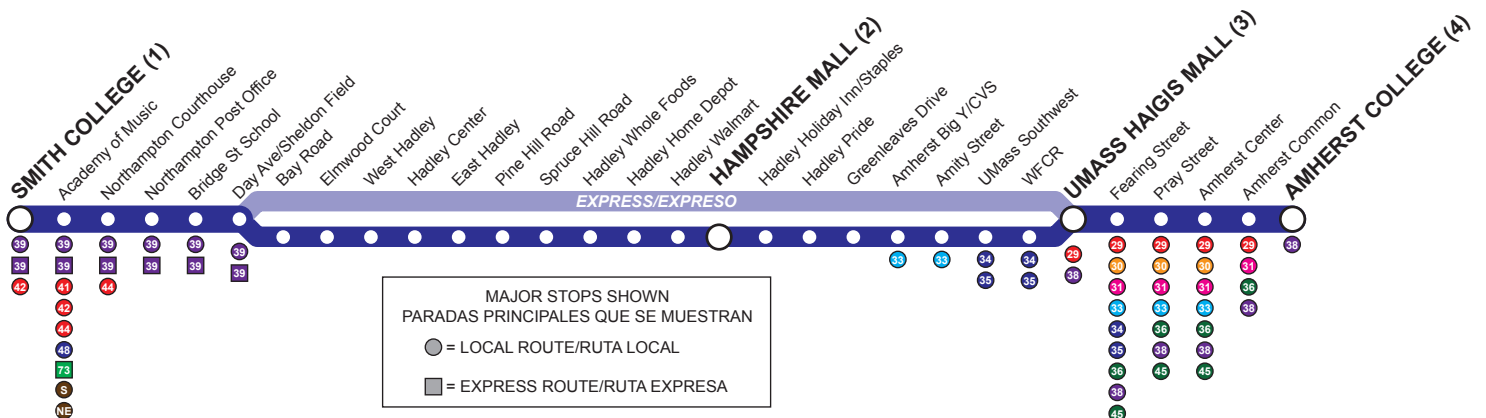 SMITH COLLEGE (1)
Academy of Music
Northampton Courthouse
Northampton Post Office
Bridge St School
Day Ave/Sheldon Field
Bay Road
Elmwood Court
West Hadley
Hadley Center
East Hadley
Pine Hill Road
Spruce Hill Road
Hadley Whole Foods
Hadley Home Depot
Hadley Walmart
HAMPSHIRE MALL (2)
Hadley Holiday Inn/Staples
Hadley Pride
Greenleaves Drive
Amherst Big Y/CVS
Amity Street
UMass Southwest
WFCR
UMASS HAIGIS MALL (3)
Fearing Street
Pray Street
Amherst Center
Amherst Common
AMHERST COLLEGE (4)
EXPRESS/EXPRESO
39
39
42
39
39
41
42
44
48
73
S
NE
39
39
44
39
39
39
39
39
39
33
33
34
35
34
35
29
38
29
30
31
33
34
35
36
38
45
29
30
31
33
36
38
45
29
30
31
33
36
38
45
29
31
36
38
38
MAJOR STOPS SHOWN
PARADAS PRINCIPALES QUE SE MUESTRAN
= LOCAL ROUTE/RUTA LOCAL
= EXPRESS ROUTE/RUTA EXPRESA